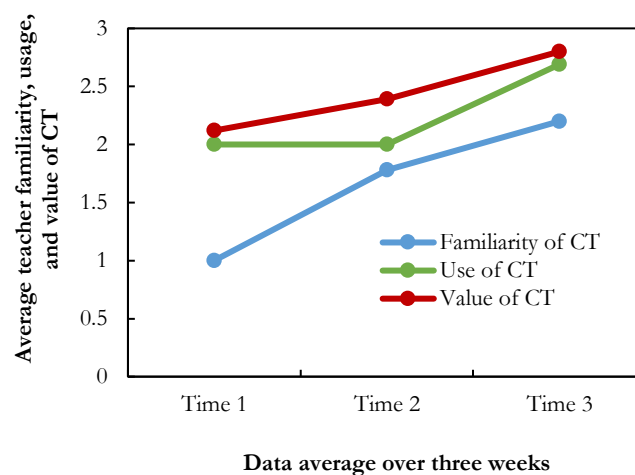 Average teacher familiarity, usage,
and value of CT
3
2.5
2
1.5
1
0.5
0
Familiarity of CT
Use of CT
Value of CT
Time 1 Time 2 Time 3
Data average over three weeks